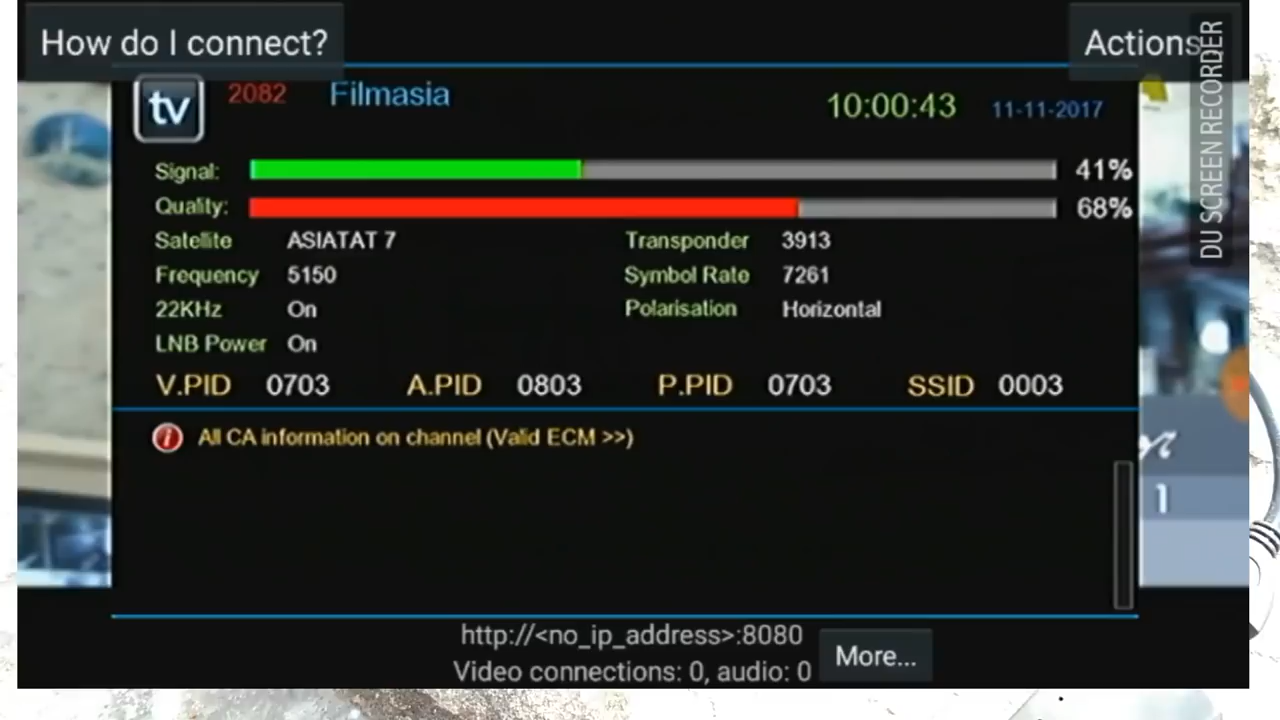 How do I connect?
Actions
DU SCREEN RECORDER
tv 2082 Filmasia 10:00:43 11-11-2017
Signal: 41%
Quality: 68%
Satellite ASIATAT 7 Transponder 3913
Frequency 5150 Symbol Rate 7261
22KHz On Polarisation Horizontal
LNB Power On
V.PID 0703 A.PID 0803 P.PID 0703 SSID 0003
i All CA information on channel (Valid ECM >>)
1
http://<no_ip_address>:8080
Video connections: 0, audio: 0
More...